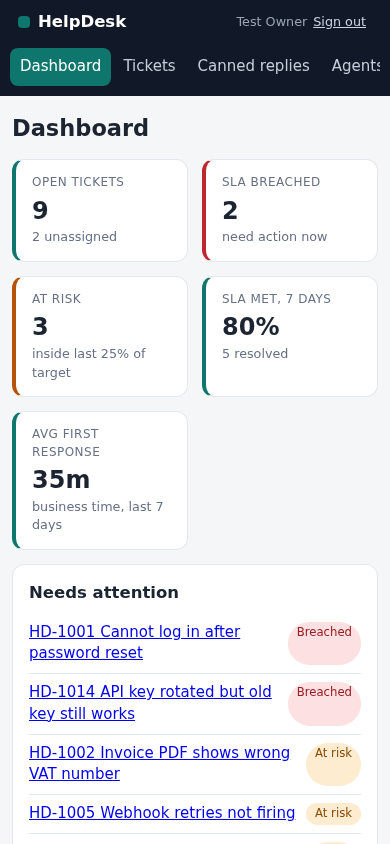 HelpDesk
Test Owner Sign out
Dashboard Tickets Canned replies Agents
Dashboard
OPEN TICKETS
9
2 unassigned
SLA BREACHED
2
need action now
AT RISK
3
inside last 25% of
target
SLA MET, 7 DAYS
80%
5 resolved
AVG FIRST
RESPONSE
35m
business time, last 7
days
Needs attention
HD-1001 Cannot log in after
password reset
Breached
HD-1014 API key rotated but old
key still works
Breached
HD-1002 Invoice PDF shows wrong
VAT number
At risk
HD-1005 Webhook retries not firing
At risk